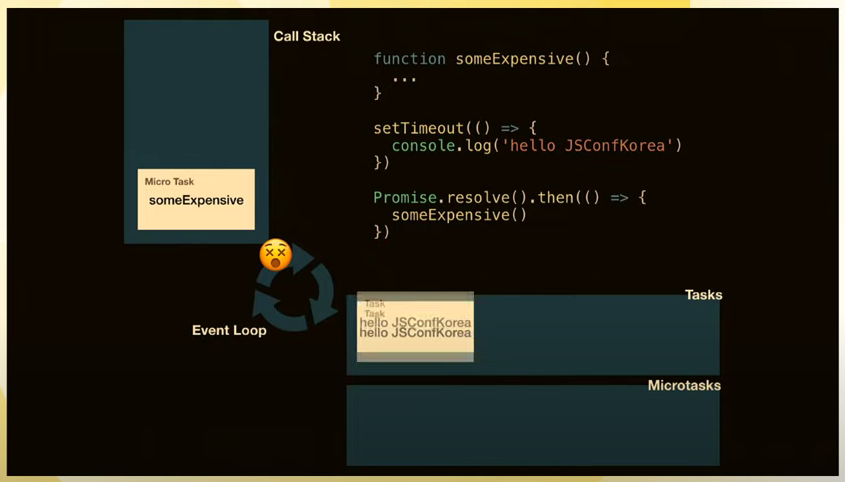 Call Stack
function someExpensive() {
...
}
setTimeout(() => {
console.log('hello JSConfKorea')
})
Promise.resolve().then(() => {
someExpensive()
})
Micro Task
someExpensive
Event Loop
Tasks
Task
Task
hello JSConfKorea
hello JSConfKorea
Microtasks